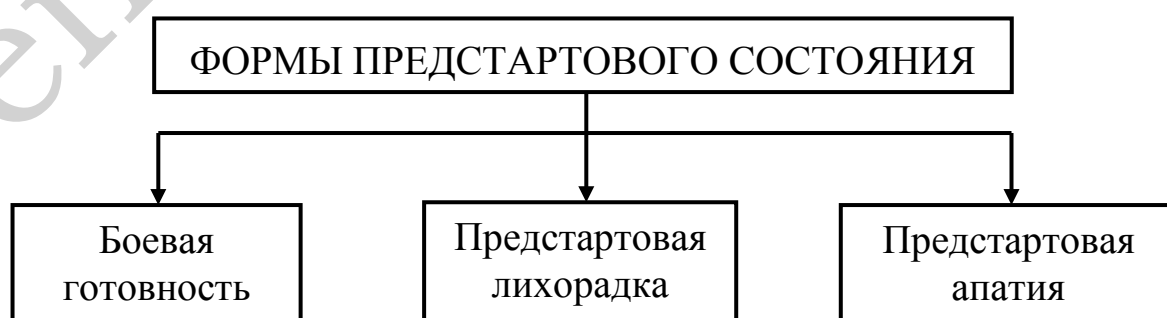 ФОРМЫ ПРЕДСТАРТОВОГО СОСТОЯНИЯ
Боевая
готовность
Предстартовая
лихорадка
Предстартовая
апатия